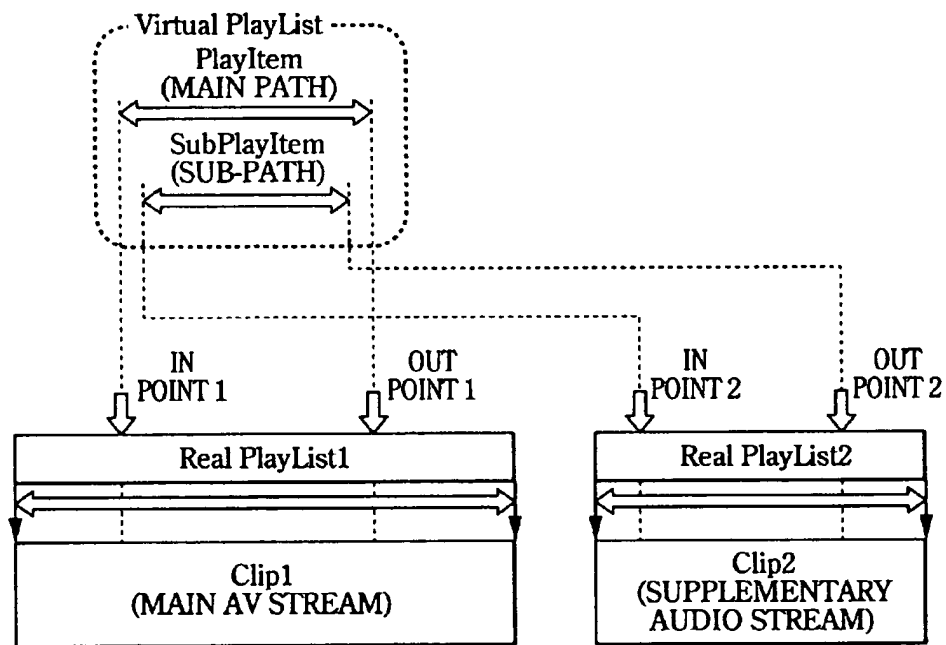 Virtual PlayList
PlayItem
(MAIN PATH)
SubPlayItem
(SUB-PATH)
IN
POINT 1
OUT
POINT 1
IN
POINT 2
OUT
POINT 2
Real PlayList1
Real PlayList2
Clip1
(MAIN AV STREAM)
Clip2
(SUPPLEMENTARY
AUDIO STREAM)